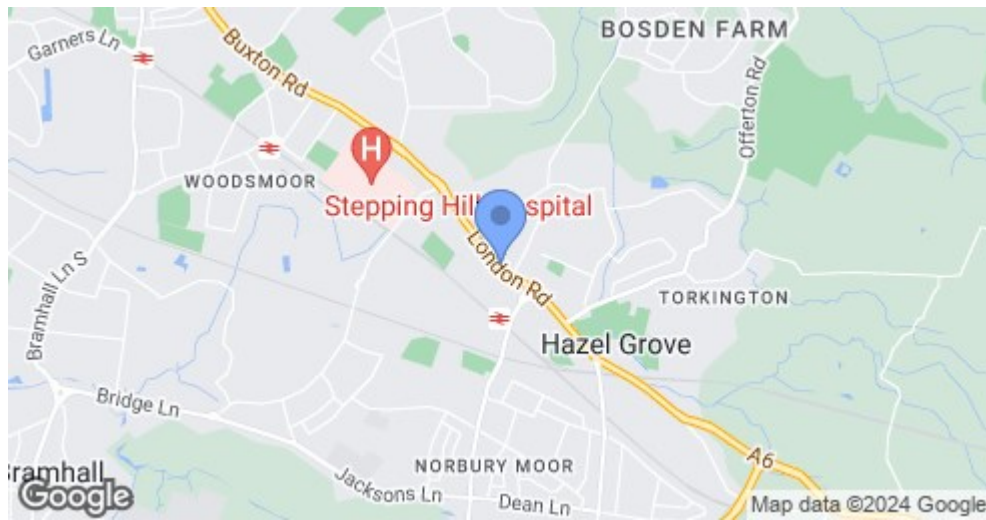 BOSDEN FARM
Garners Ln
Buxton Rd
Offerton Rd
H
WOODSMOOR
Stepping Hill Hospital
London Rd
Bramhall Ln S
TORKINGTON
Hazel Grove
Bridge Ln
A6
NORBURY MOOR
Bramhall
Jacksons Ln
Dean Ln
Google
Map data ©2024 Google